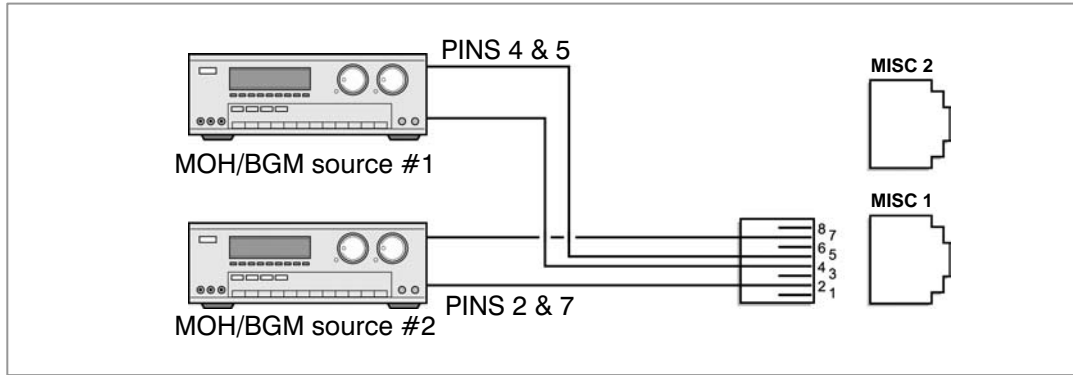 PINS 4 & 5
MOH/BGM source #1
MISC 2
MISC 1
8
7
6
5
4
3
2
1
PINS 2 & 7
MOH/BGM source #2